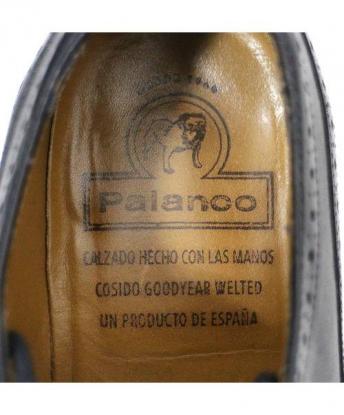 Palanco
CALZADO HECHO CON LAS MANOS
COSIDO GOODYEAR WELTED
UN PRODUCTO DE ESPAÑA